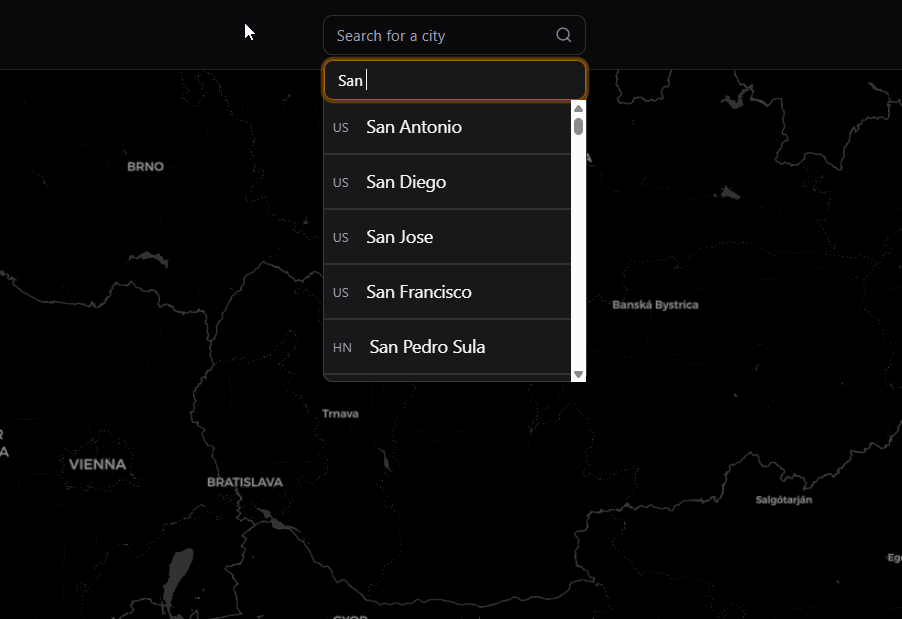 Search for a city
San
US San Antonio
US San Diego
US San Jose
US San Francisco
HN San Pedro Sula
BRNO
Banská Bystrica
Trnava
VIENNA
BRATISLAVA
Salgótarján